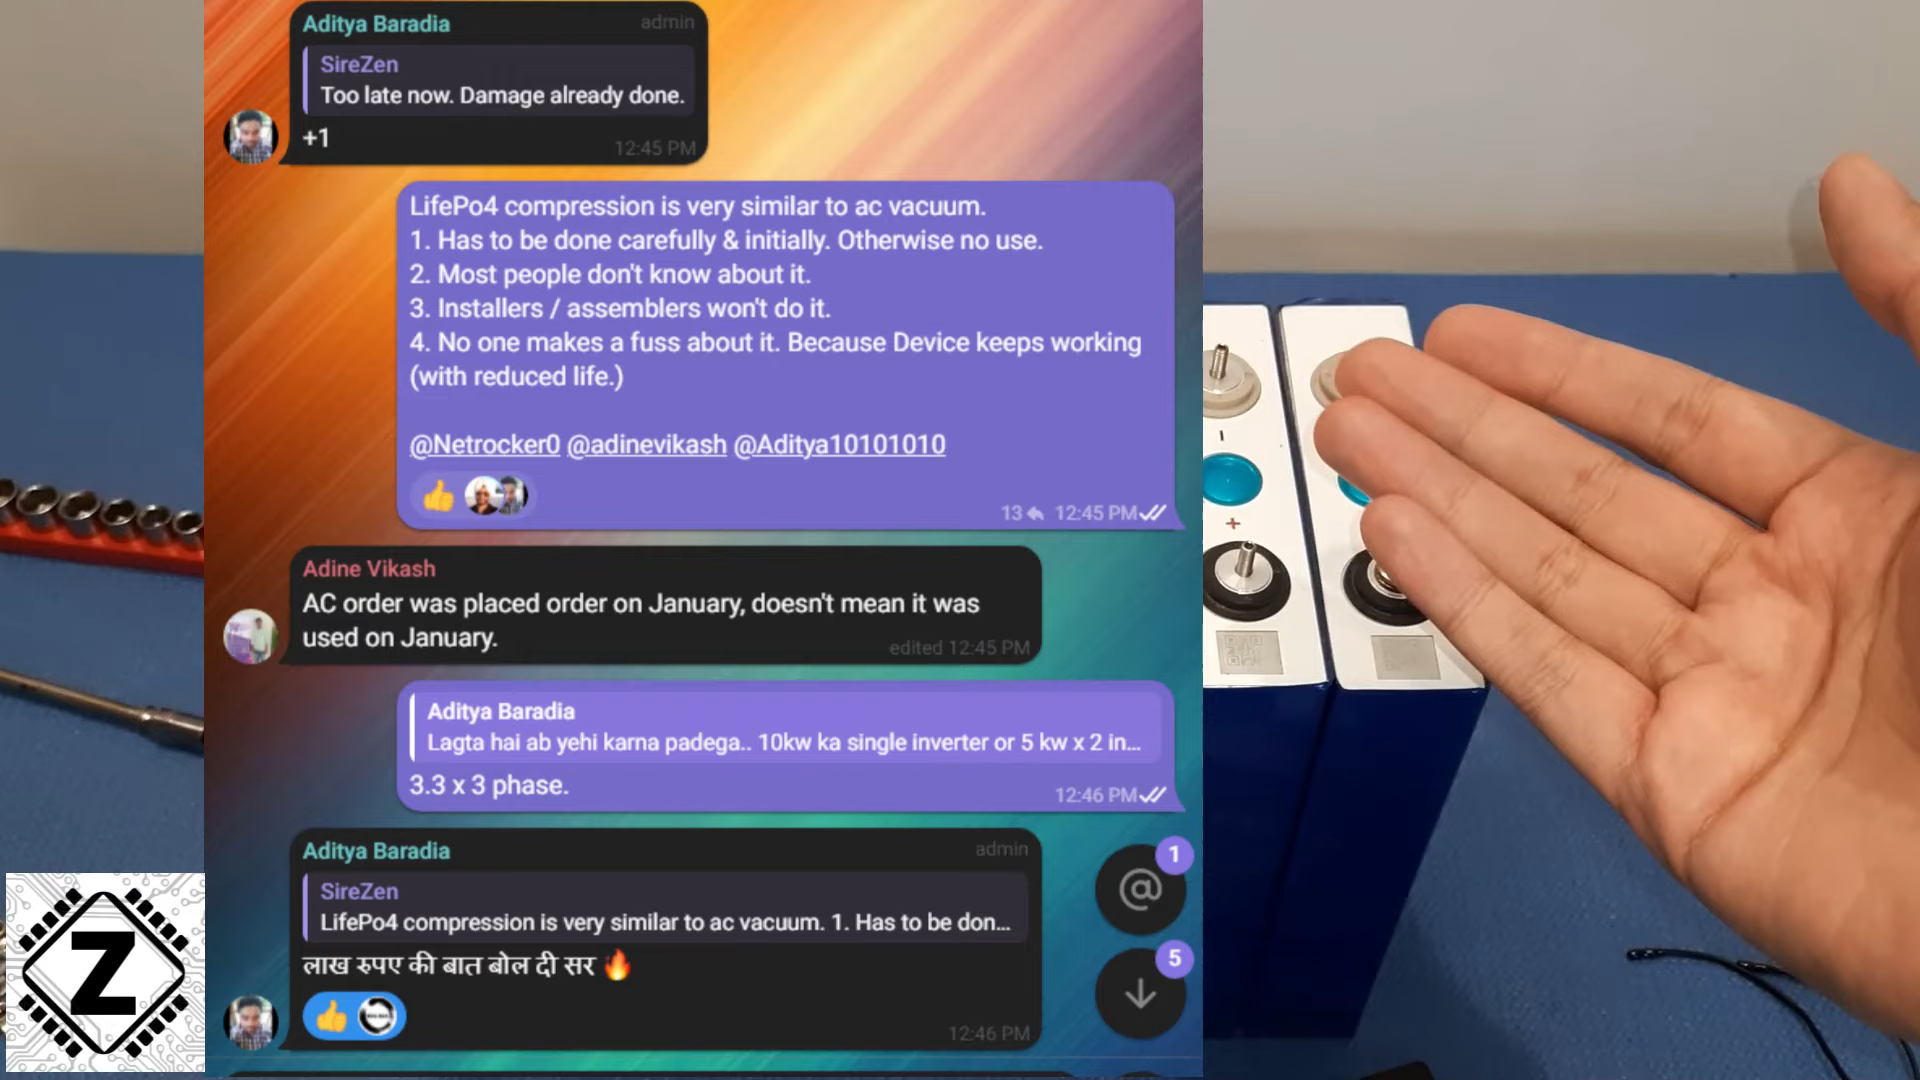 Aditya Baradia
admin
SireZen
Too late now. Damage already done.
+1
12:45 PM
LifePo4 compression is very similar to ac vacuum.
1. Has to be done carefully & initially. Otherwise no use.
2. Most people don't know about it.
3. Installers / assemblers won't do it.
4. No one makes a fuss about it. Because Device keeps working
(with reduced life.)
@Netrocker0 @adinevikash @Aditya10101010
13 12:45 PM
Adine Vikash
AC order was placed order on January, doesn't mean it was
used on January.
edited 12:45 PM
Aditya Baradia
Lagta hai ab yehi karna padega.. 10kw ka single inverter or 5 kw x 2 in...
3.3 x 3 phase.
12:46 PM
Aditya Baradia
admin
SireZen
LifePo4 compression is very similar to ac vacuum. 1. Has to be don...
लाख रुपए की बात बोल दी सर 🔥
12:46 PM
1
@
5
Z
+